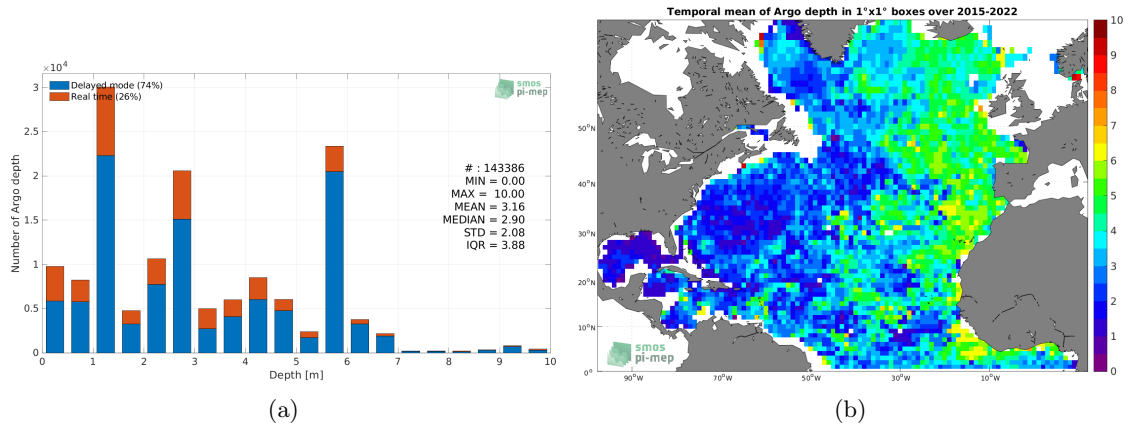 ×10⁴
Delayed mode (74%)
Real time (26%)
smos
pi-mep
# : 143386
MIN = 0.00
MAX = 10.00
MEAN = 3.16
MEDIAN = 2.90
STD = 2.08
IQR = 3.88
Number of Argo depth
3
2.5
2
1.5
1
0.5
0
0 1 2 3 4 5 6 7 8 9 10
Depth [m]
(a)
Temporal mean of Argo depth in 1°x1° boxes over 2015-2022
50°N
40°N
30°N
20°N
10°N
0°
90°W 70°W 50°W 30°W 10°W
smos
pi-mep
10
9
8
7
6
5
4
3
2
1
0
(b)